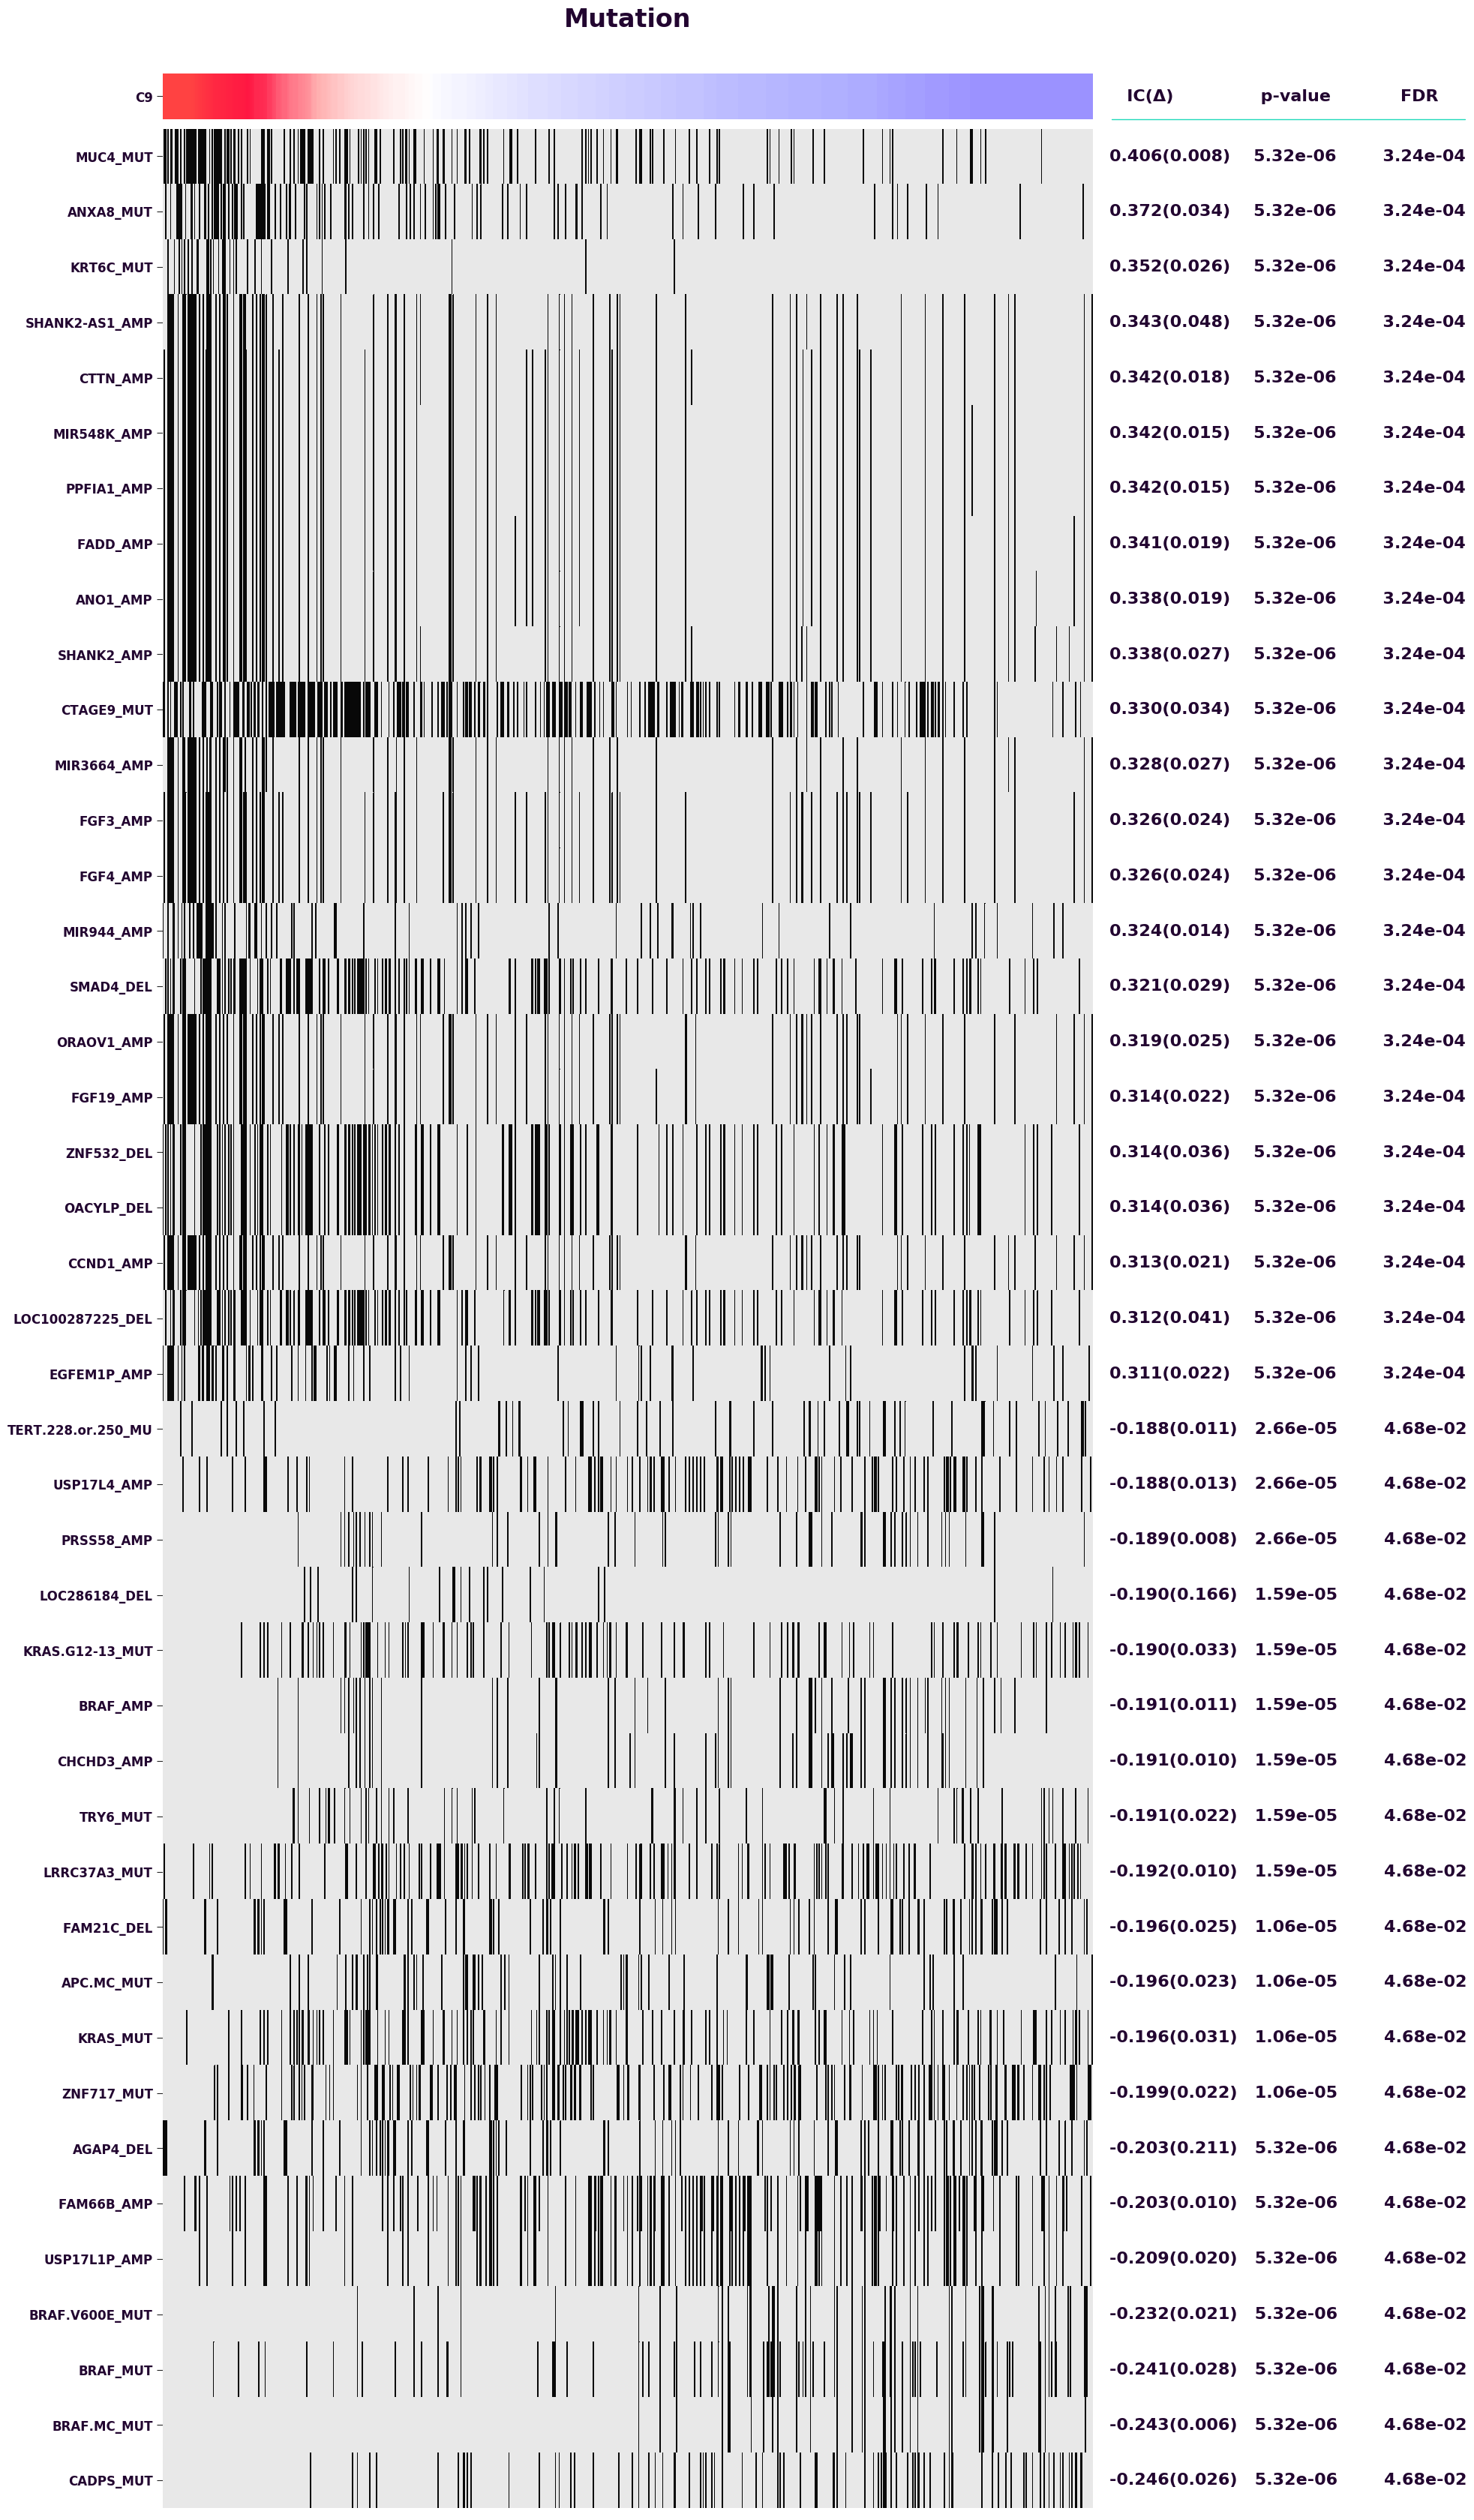 Mutation
C9 IC(Δ) p-value FDR
MUC4_MUT 0.406(0.008) 5.32e-06 3.24e-04
ANXA8_MUT 0.372(0.034) 5.32e-06 3.24e-04
KRT6C_MUT 0.352(0.026) 5.32e-06 3.24e-04
SHANK2-AS1_AMP 0.343(0.048) 5.32e-06 3.24e-04
CTTN_AMP 0.342(0.018) 5.32e-06 3.24e-04
MIR548K_AMP 0.342(0.015) 5.32e-06 3.24e-04
PPFIA1_AMP 0.342(0.015) 5.32e-06 3.24e-04
FADD_AMP 0.341(0.019) 5.32e-06 3.24e-04
ANO1_AMP 0.338(0.019) 5.32e-06 3.24e-04
SHANK2_AMP 0.338(0.027) 5.32e-06 3.24e-04
CTAGE9_MUT 0.330(0.034) 5.32e-06 3.24e-04
MIR3664_AMP 0.328(0.027) 5.32e-06 3.24e-04
FGF3_AMP 0.326(0.024) 5.32e-06 3.24e-04
FGF4_AMP 0.326(0.024) 5.32e-06 3.24e-04
MIR944_AMP 0.324(0.014) 5.32e-06 3.24e-04
SMAD4_DEL 0.321(0.029) 5.32e-06 3.24e-04
ORAOV1_AMP 0.319(0.025) 5.32e-06 3.24e-04
FGF19_AMP 0.314(0.022) 5.32e-06 3.24e-04
ZNF532_DEL 0.314(0.036) 5.32e-06 3.24e-04
OACYLP_DEL 0.314(0.036) 5.32e-06 3.24e-04
CCND1_AMP 0.313(0.021) 5.32e-06 3.24e-04
LOC100287225_DEL 0.312(0.041) 5.32e-06 3.24e-04
EGFEM1P_AMP 0.311(0.022) 5.32e-06 3.24e-04
TERT.228.or.250_MU -0.188(0.011) 2.66e-05 4.68e-02
USP17L4_AMP -0.188(0.013) 2.66e-05 4.68e-02
PRSS58_AMP -0.189(0.008) 2.66e-05 4.68e-02
LOC286184_DEL -0.190(0.166) 1.59e-05 4.68e-02
KRAS.G12-13_MUT -0.190(0.033) 1.59e-05 4.68e-02
BRAF_AMP -0.191(0.011) 1.59e-05 4.68e-02
CHCHD3_AMP -0.191(0.010) 1.59e-05 4.68e-02
TRY6_MUT -0.191(0.022) 1.59e-05 4.68e-02
LRRC37A3_MUT -0.192(0.010) 1.59e-05 4.68e-02
FAM21C_DEL -0.196(0.025) 1.06e-05 4.68e-02
APC.MC_MUT -0.196(0.023) 1.06e-05 4.68e-02
KRAS_MUT -0.196(0.031) 1.06e-05 4.68e-02
ZNF717_MUT -0.199(0.022) 1.06e-05 4.68e-02
AGAP4_DEL -0.203(0.211) 5.32e-06 4.68e-02
FAM66B_AMP -0.203(0.010) 5.32e-06 4.68e-02
USP17L1P_AMP -0.209(0.020) 5.32e-06 4.68e-02
BRAF.V600E_MUT -0.232(0.021) 5.32e-06 4.68e-02
BRAF_MUT -0.241(0.028) 5.32e-06 4.68e-02
BRAF.MC_MUT -0.243(0.006) 5.32e-06 4.68e-02
CADPS_MUT -0.246(0.026) 5.32e-06 4.68e-02